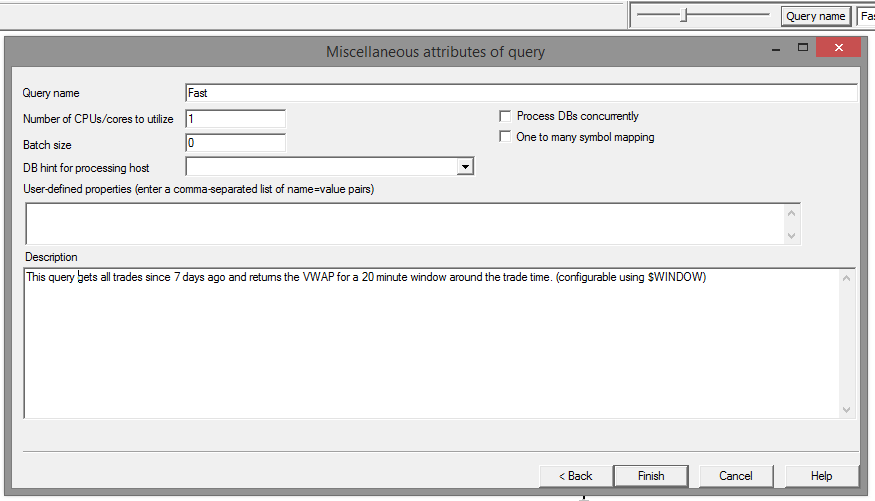 Query name
Fas
Miscellaneous attributes of query
Query name
Fast
Number of CPUs/cores to utilize
1
Process DBs concurrently
Batch size
0
One to many symbol mapping
DB hint for processing host
User-defined properties (enter a comma-separated list of name=value pairs)
Description
This query gets all trades since 7 days ago and returns the VWAP for a 20 minute window around the trade time. (configurable using $WINDOW)
< Back
Finish
Cancel
Help